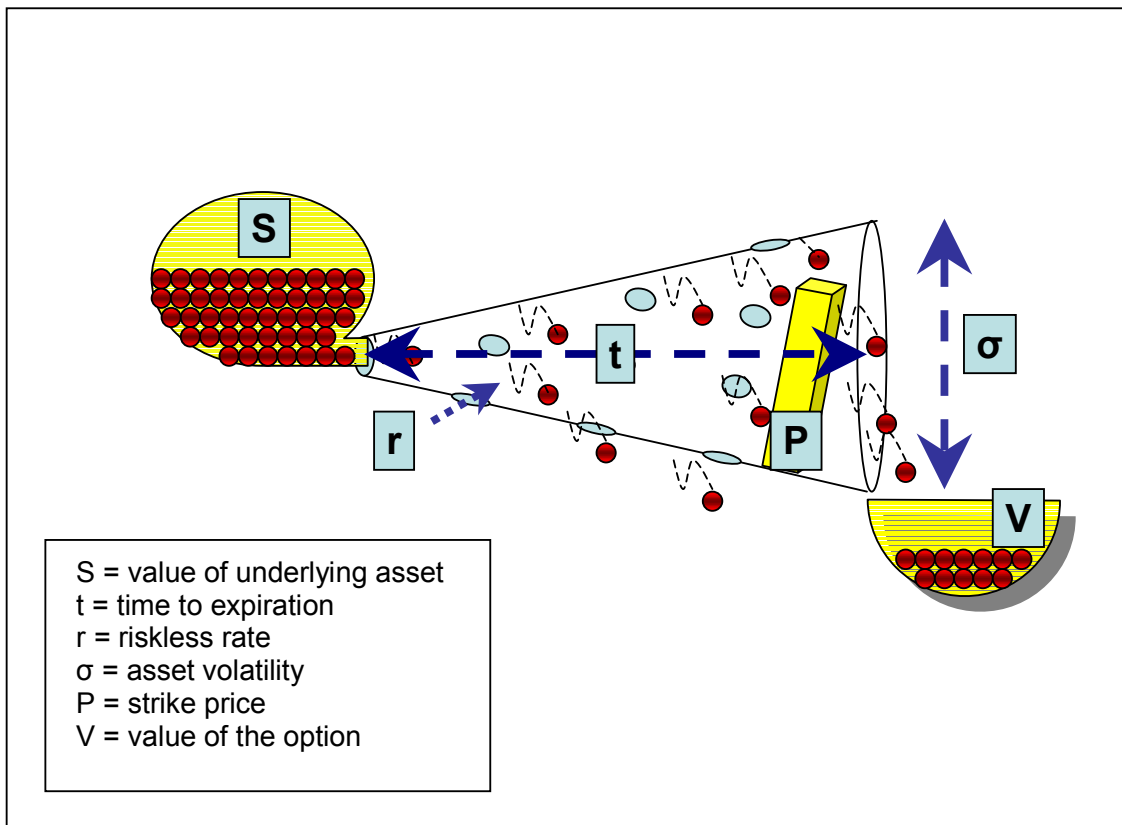 S
σ
t
r
P
V
S = value of underlying asset
t = time to expiration
r = riskless rate
σ = asset volatility
P = strike price
V = value of the option